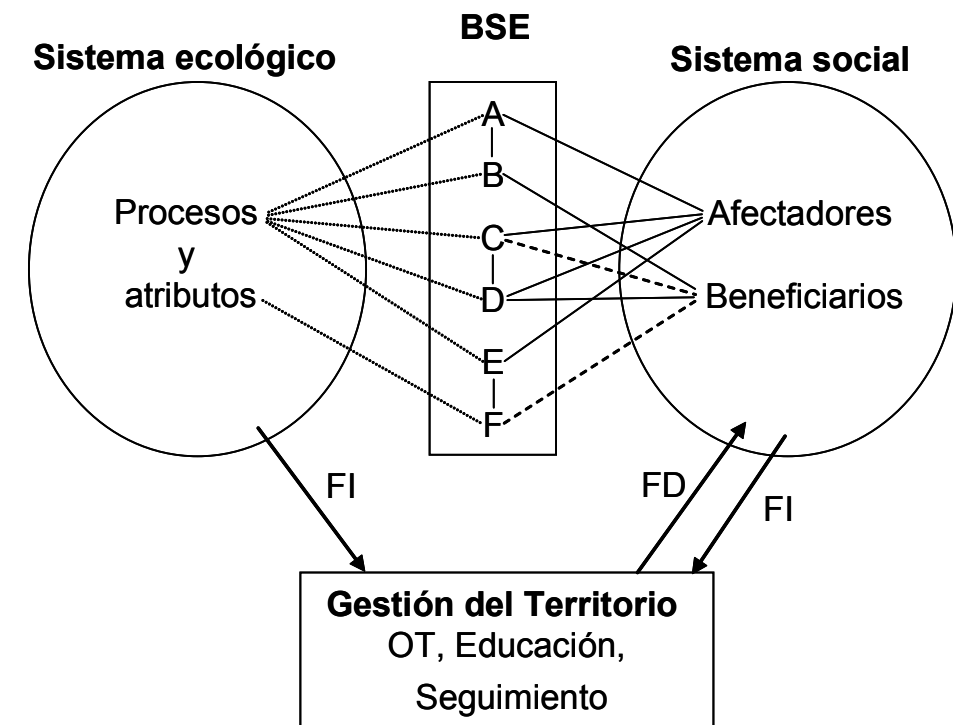 BSE
Sistema ecológico
Sistema social
A
B
C
D
E
F
Procesos
y
atributos
Afectadores
Beneficiarios
FI
FD
FI
Gestión del Territorio
OT, Educación,
Seguimiento